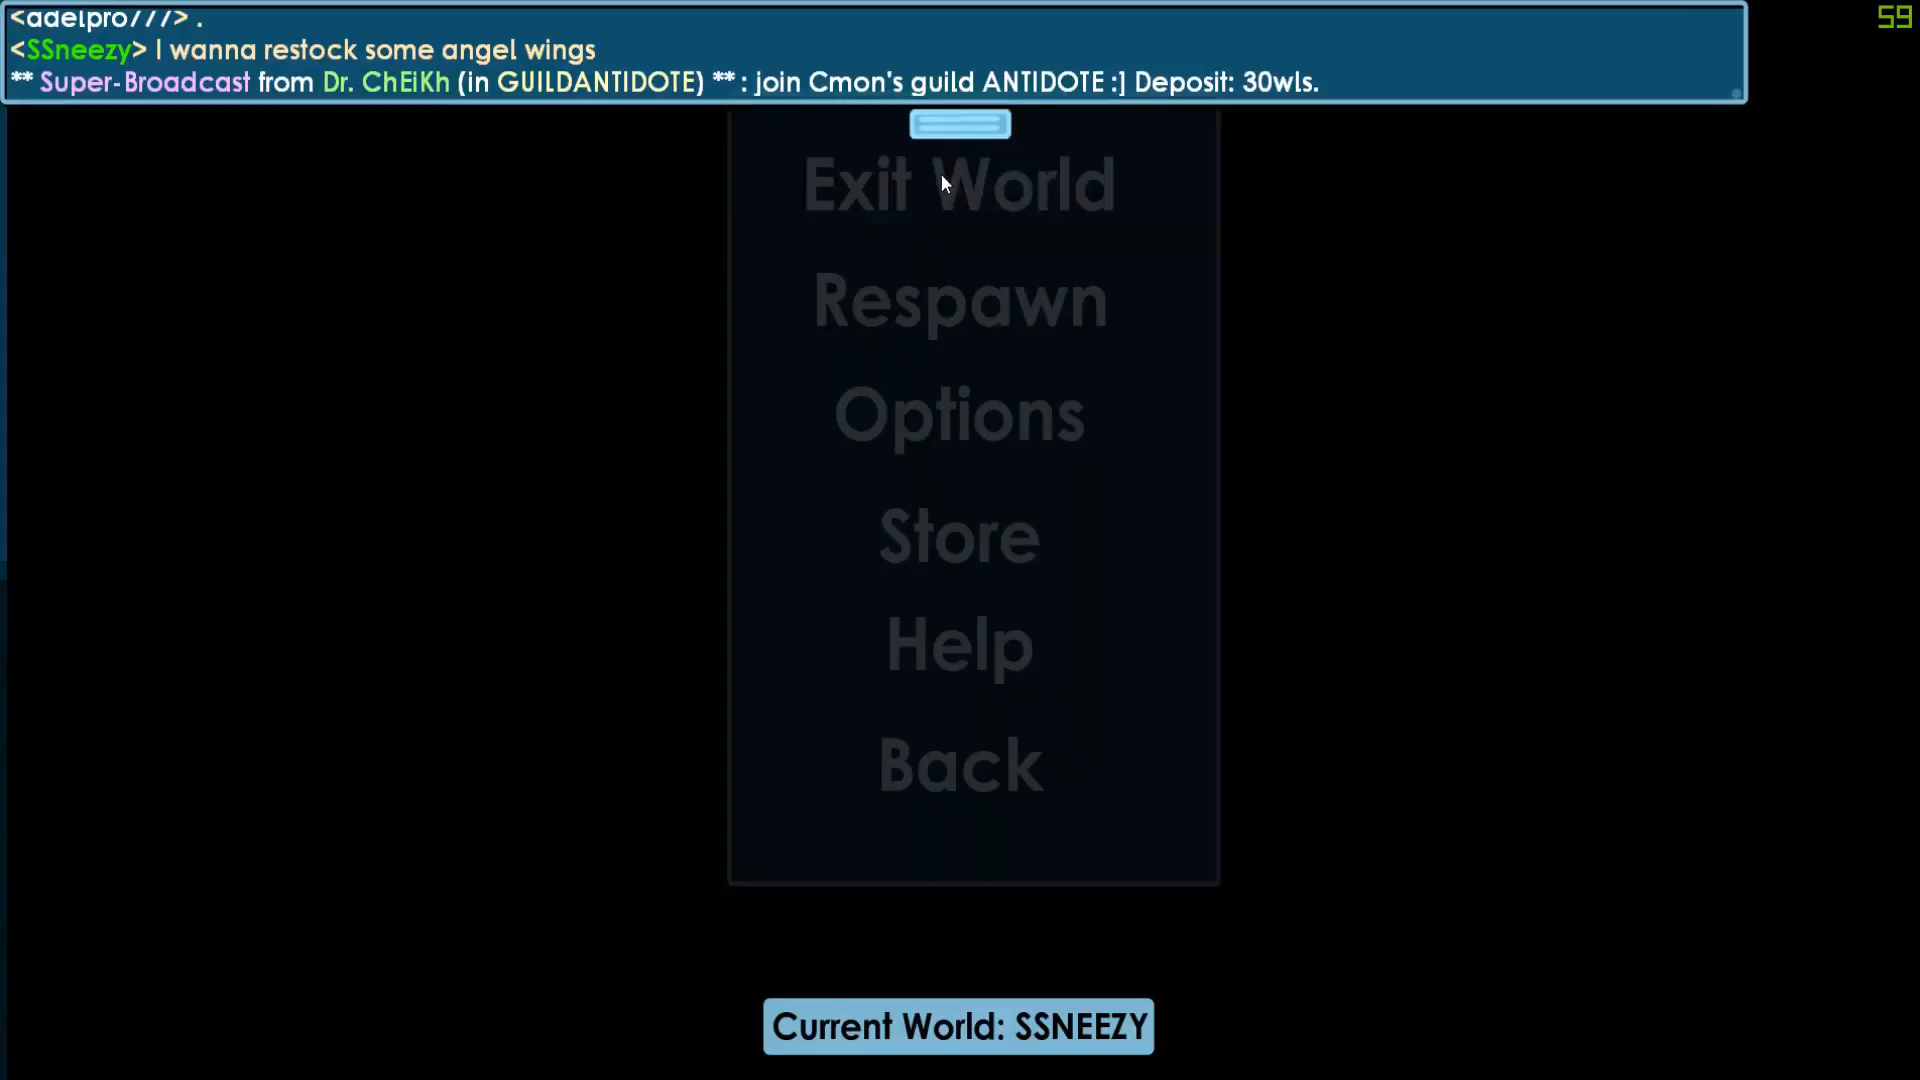 <adelpro777> .
<SSneezy> I wanna restock some angel wings
** Super-Broadcast from Dr. ChEiKh (in GUILDANTIDOTE) ** : join Cmon's guild ANTIDOTE :] Deposit: 30wls.
59
Exit World
Respawn
Options
Store
Help
Back
Current World: SSNEEZY